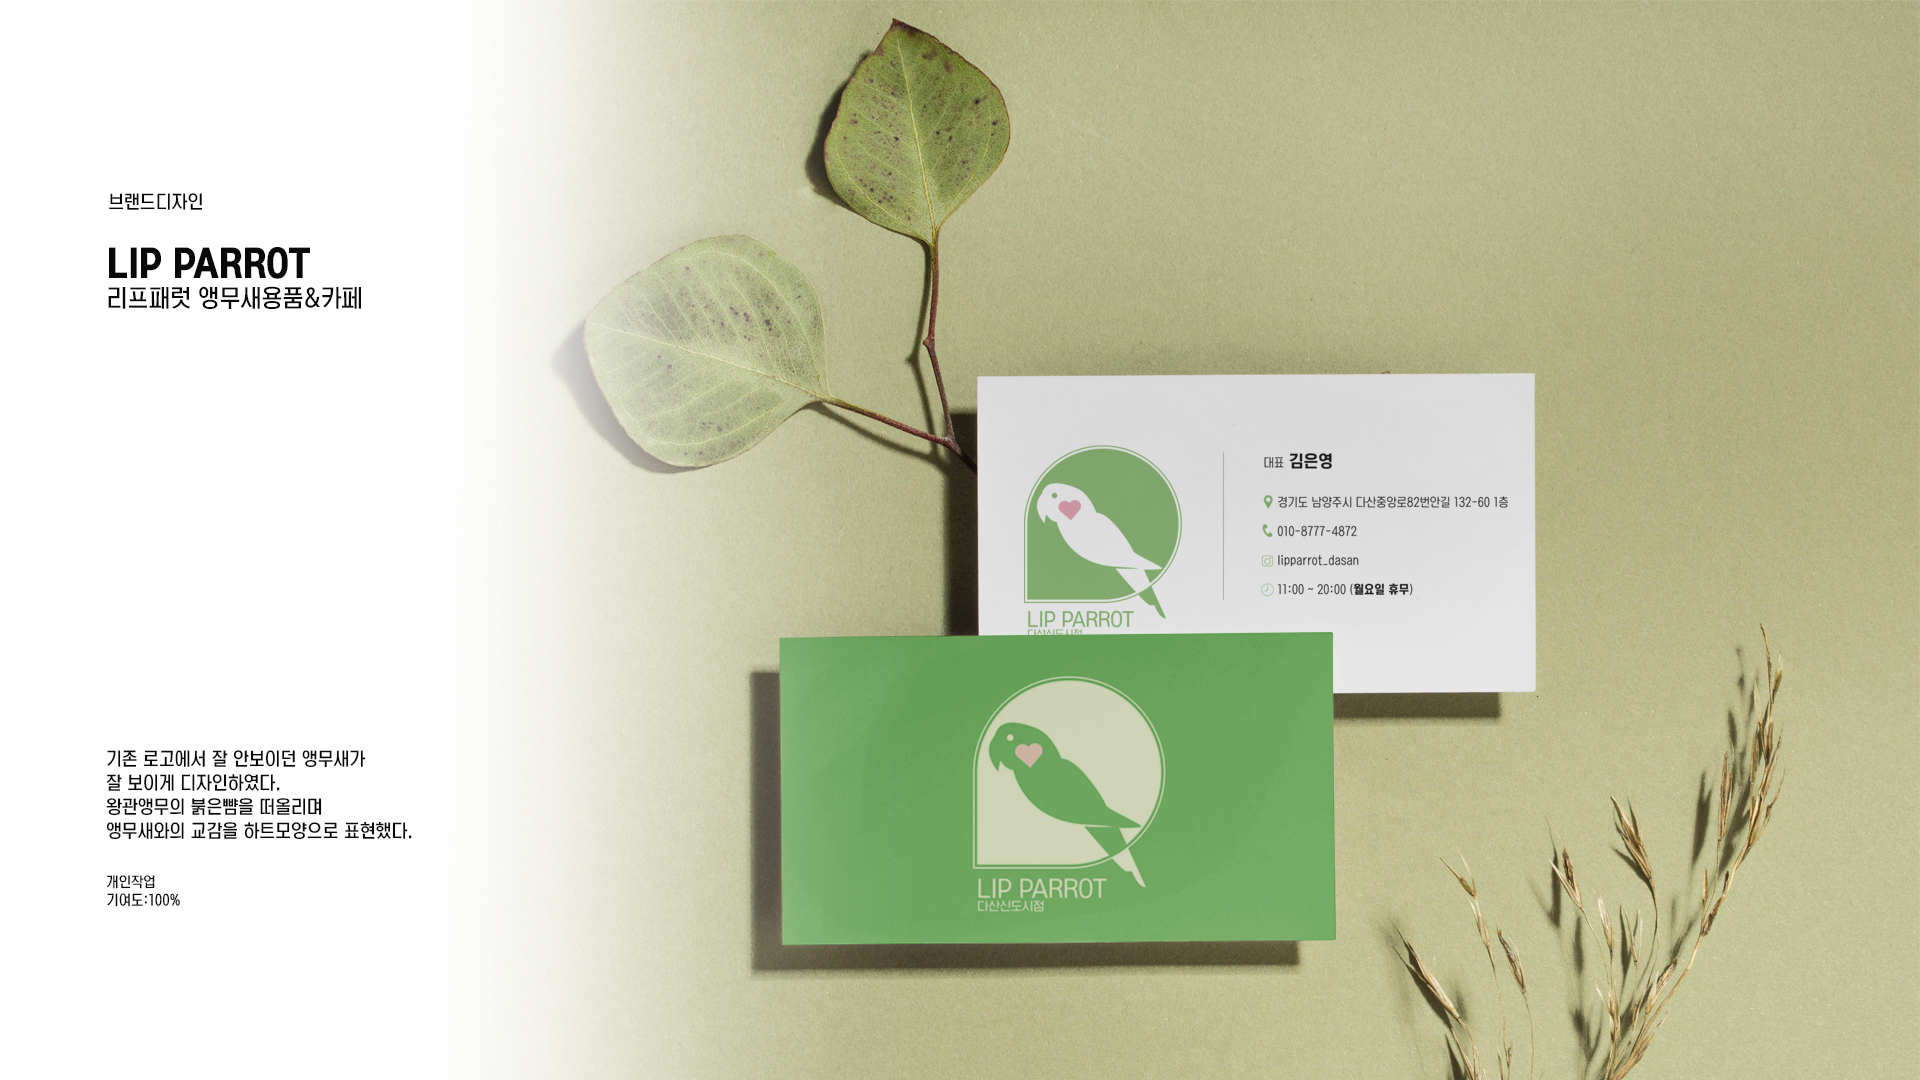 브랜드디자인
LIP PARROT
리프패럿 앵무새용품&카페
기존 로고에서 잘 안보이던 앵무새가
잘 보이게 디자인하였다.
왕관앵무의 붉은뺨을 떠올리며
앵무새와의 교감을 하트모양으로 표현했다.
개인작업
기여도:100%
LIP PARROT
다산신도시점
대표 김은영
경기도 남양주시 다산중앙로82번안길 132-60 1층
010-8777-4872
lipparrot_dasan
11:00 ~ 20:00 (월요일 휴무)
LIP PARROT
다산신도시점